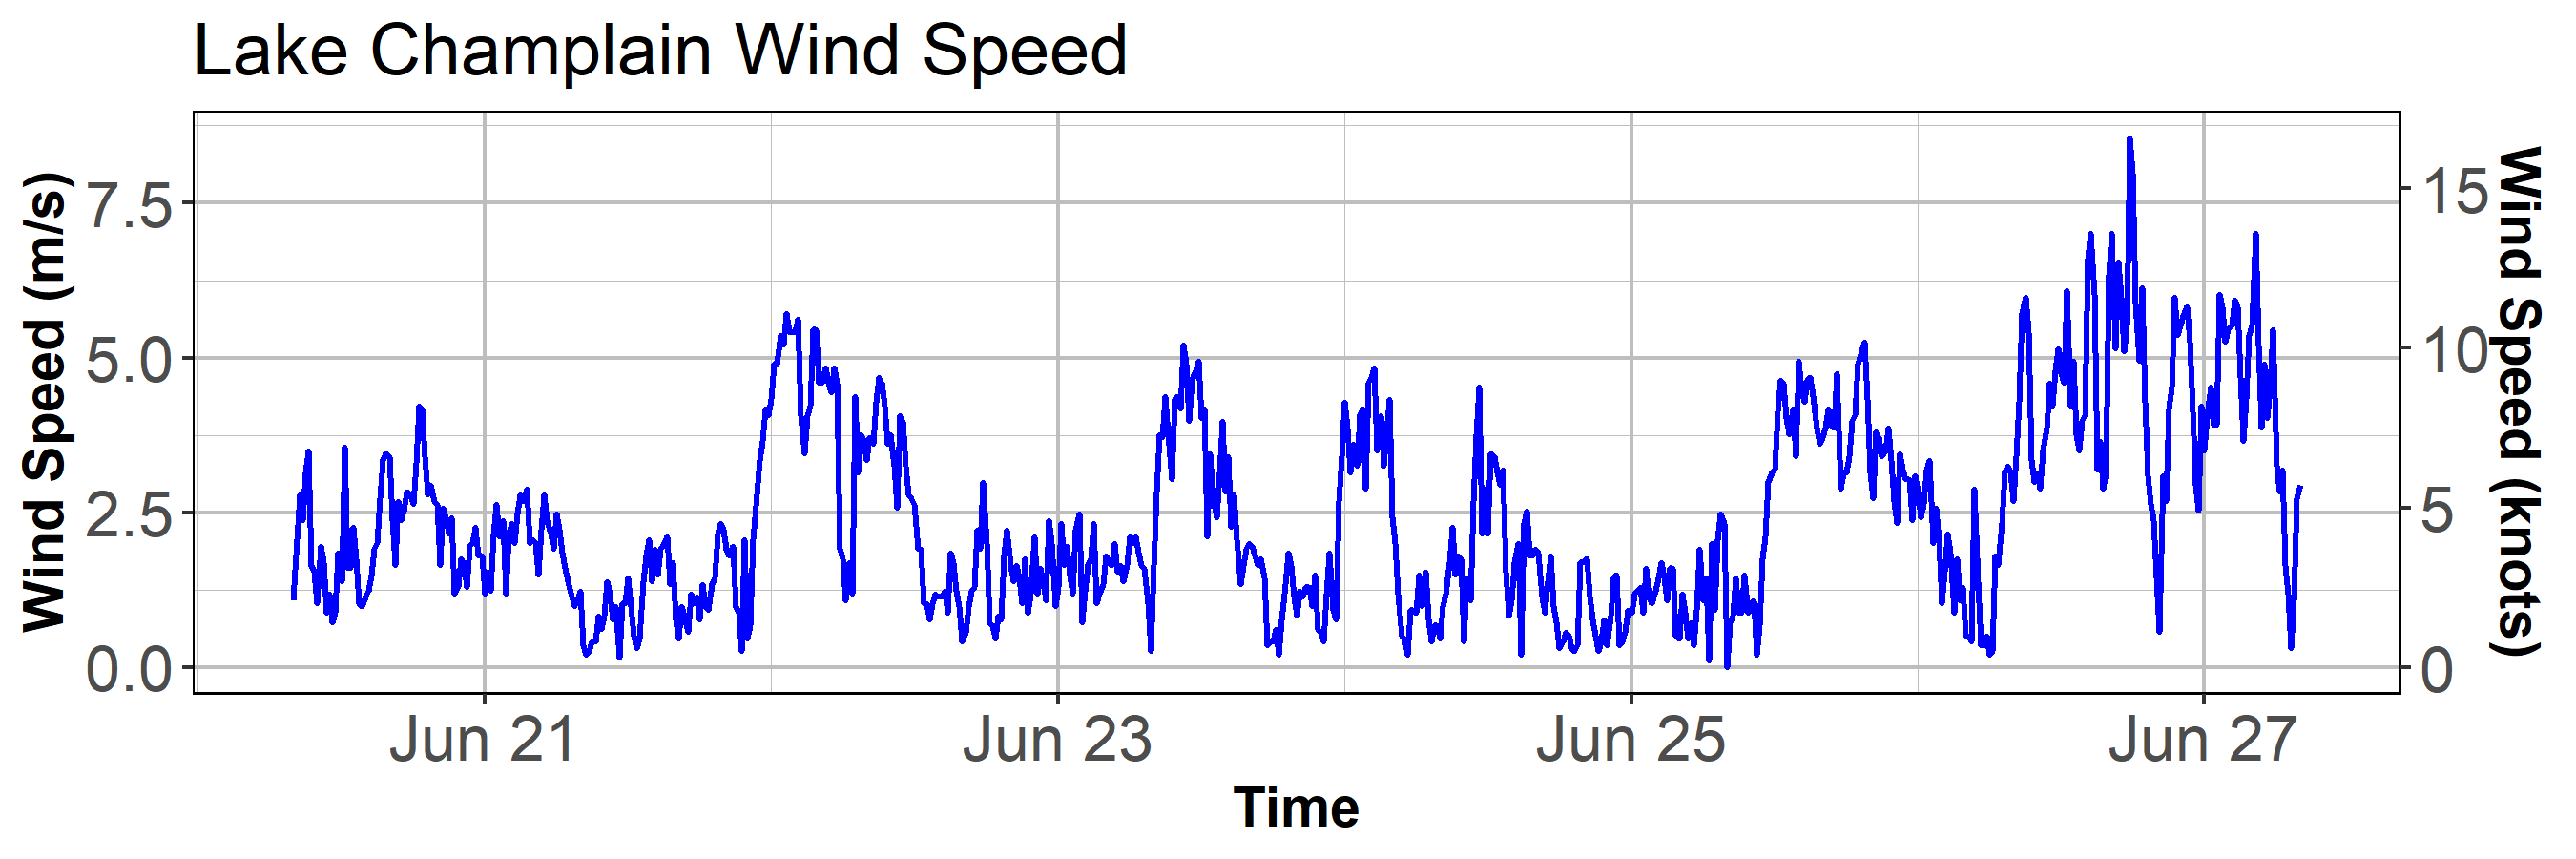 Lake Champlain Wind Speed
Wind Speed (m/s)
7.5
5.0
2.5
0.0
15
10
5
0
Wind Speed (knots)
Jun 21 Jun 23 Jun 25 Jun 27
Time